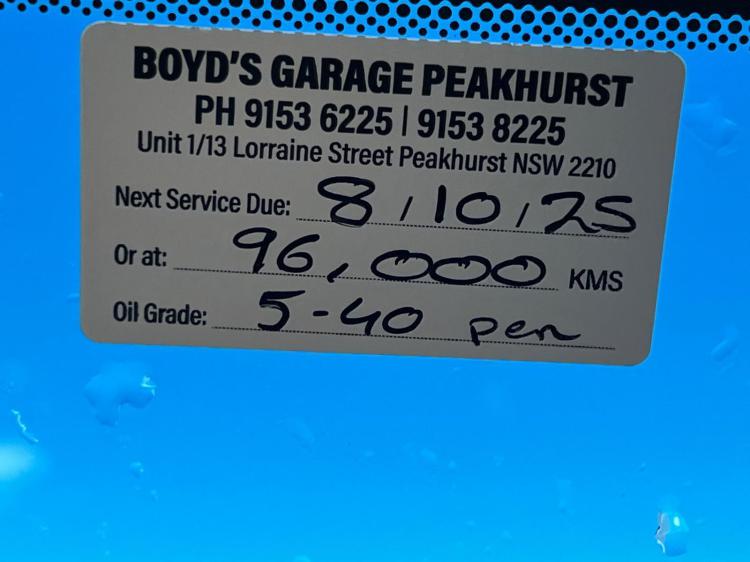 BOYD'S GARAGE PEAKHURST
PH 9153 6225 | 9153 8225
Unit 1/13 Lorraine Street Peakhurst NSW 2210
Next Service Due: 8/10/25
Or at: 96,000 KMS
Oil Grade: 5-40 pen